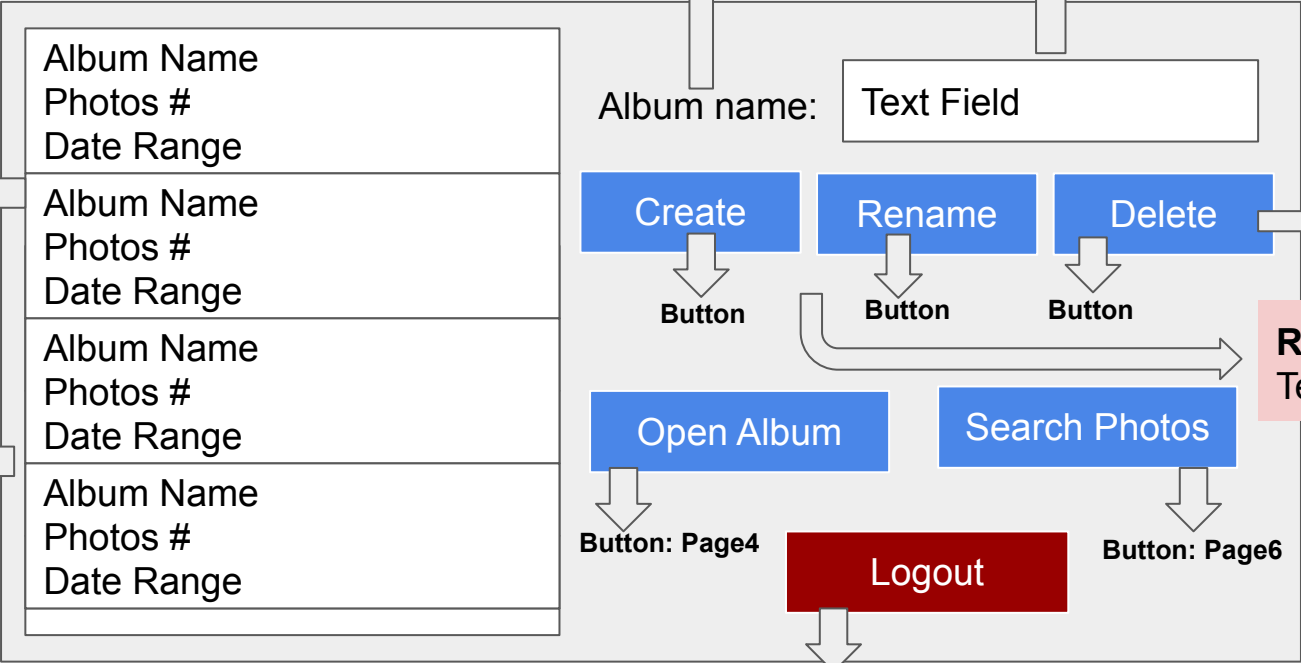 Album Name
Photos #
Date Range
Album Name
Photos #
Date Range
Album Name
Photos #
Date Range
Album Name
Photos #
Date Range
Album name:
Text Field
Create
Rename
Delete
Button
Button
Button
Open Album
Search Photos
Button: Page4
Button: Page6
Logout